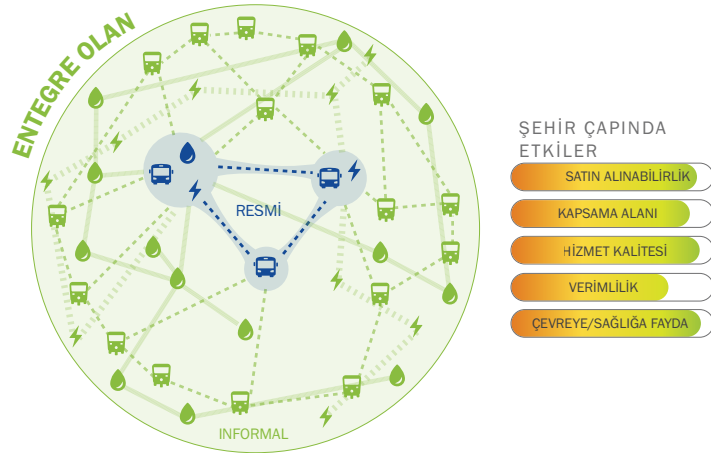 ENTEGRE OLAN
RESMİ
INFORMAL
ŞEHİR ÇAPINDA
ETKİLER
SATIN ALINABİLİRLİK
KAPSAMA ALANI
HİZMET KALİTESİ
VERİMLİLİK
ÇEVREYE/SAĞLIĞA FAYDA